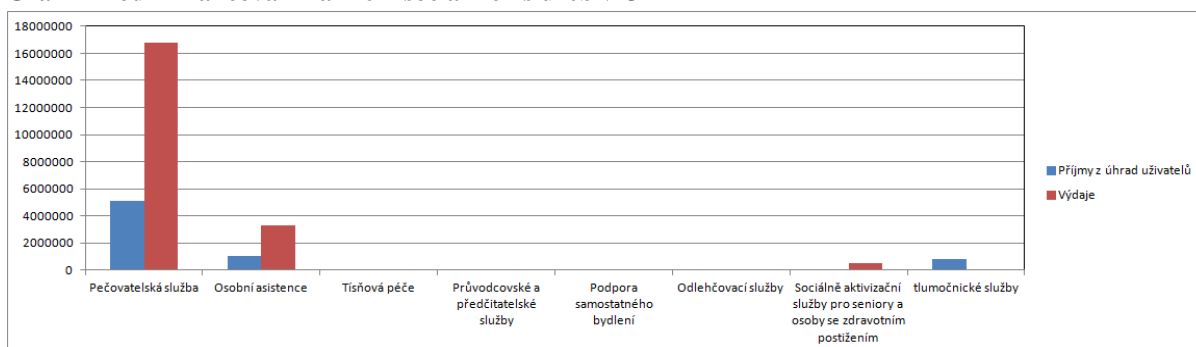 18000000
16000000
14000000
12000000
10000000
8000000
6000000
4000000
2000000
0
Pečovatelská služba
Osobní asistence
Tísňová péče
Průvodcovské a
předčitatelské
služby
Podpora
samostatného
bydlení
Odlehčovací služby
Sociálně aktivizační
služby pro seniory a
osoby se zdravotním
postižením
tlumočnické služby
Příjmy z úhrad uživatelů
Výdaje